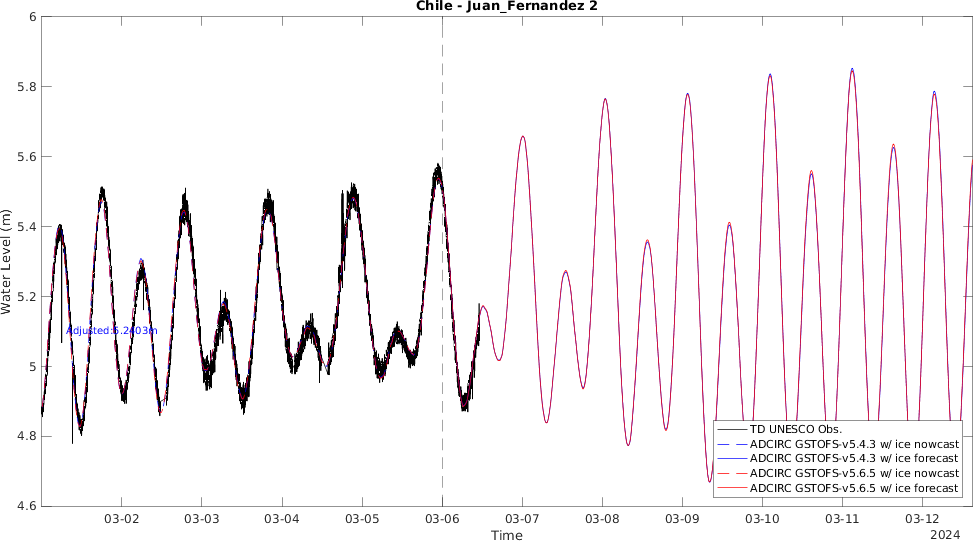 Chile - Juan_Fernandez 2
6
5.8
5.6
5.4
5.2
5
4.8
4.6
Water Level (m)
Adjusted:5.2403m
TD UNESCO Obs.
ADCIRC GSTOFS-v5.4.3 w/ ice nowcast
ADCIRC GSTOFS-v5.4.3 w/ ice forecast
ADCIRC GSTOFS-v5.6.5 w/ ice nowcast
ADCIRC GSTOFS-v5.6.5 w/ ice forecast
03-02 03-03 03-04 03-05 03-06 03-07 03-08 03-09 03-10 03-11 03-12
Time
2024